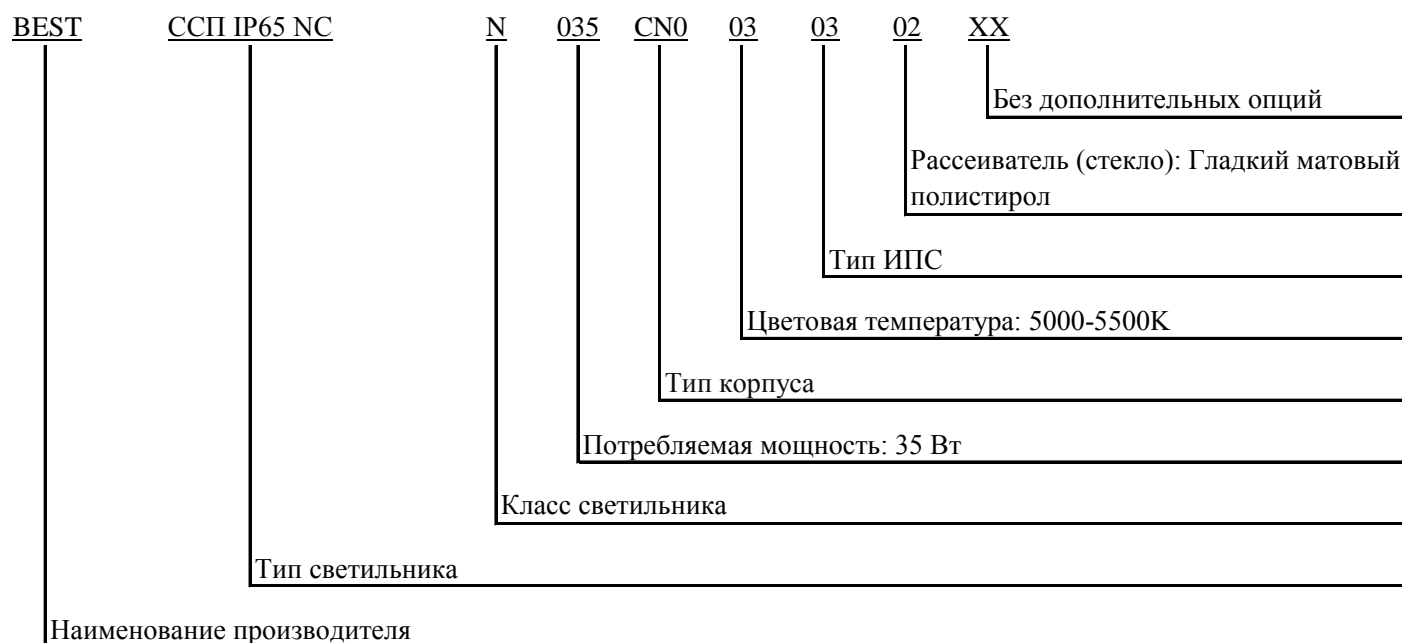 BEST ССП IP65 NC N 035 CN0 03 03 02 XX
Без дополнительных опций
Рассеиватель (стекло): Гладкий матовый
полистирол
Тип ИПС
Цветовая температура: 5000-5500К
Тип корпуса
Потребляемая мощность: 35 Вт
Класс светильника
Тип светильника
Наименование производителя